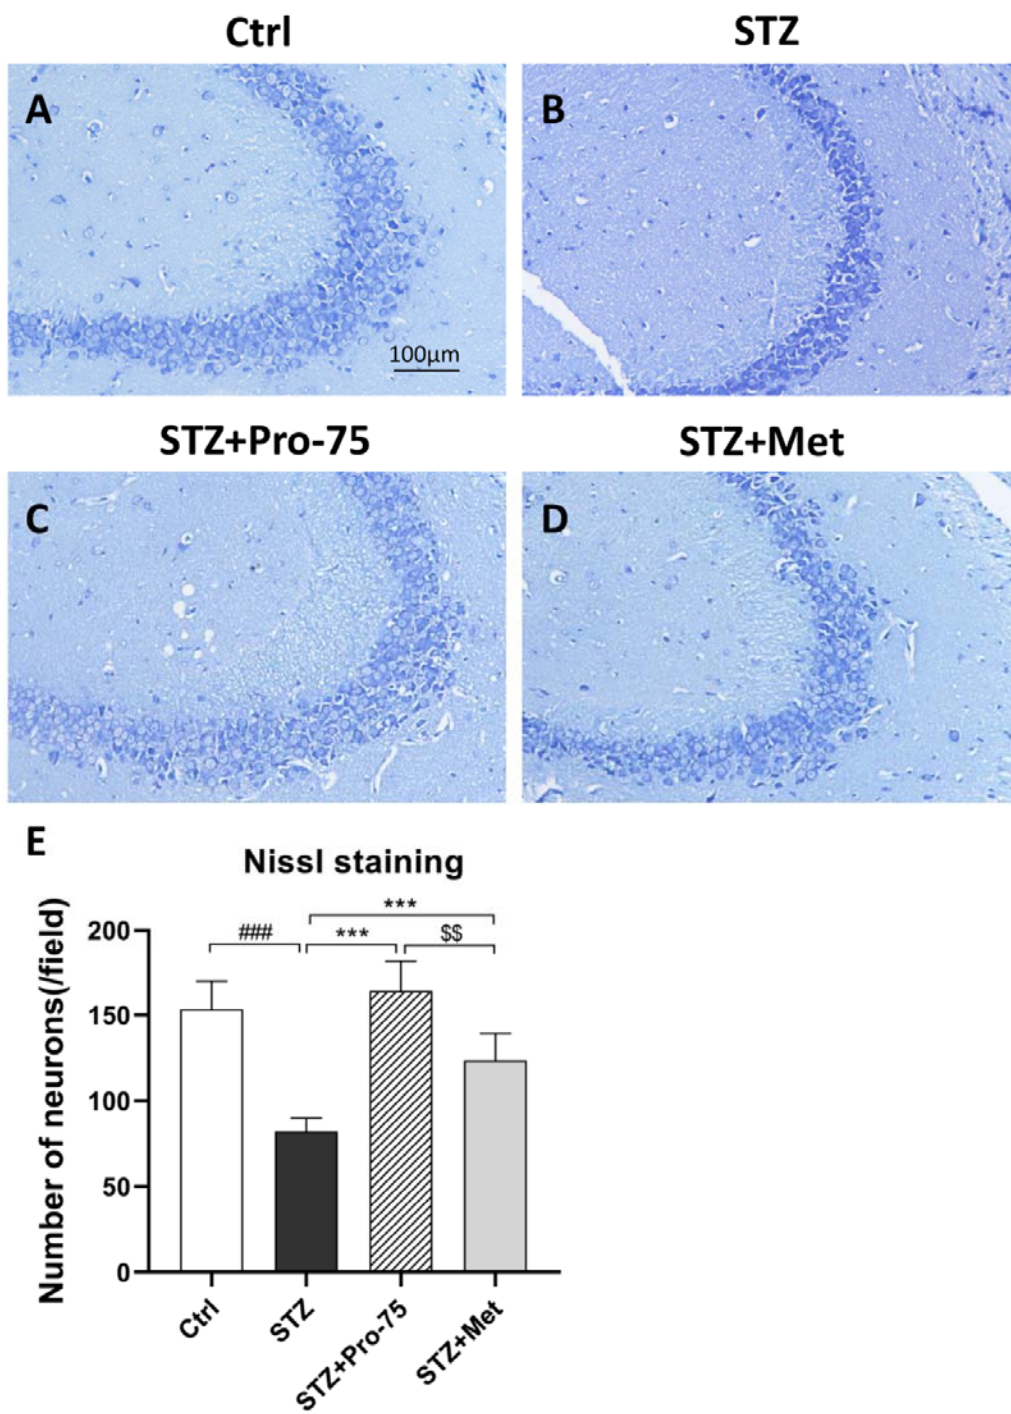 Ctrl
STZ
A
B
100μm
STZ+Pro-75
STZ+Met
C
D
E
Nissl staining
Number of neurons(/field)
200
150
100
50
0
***
###
***
$$
Ctrl
STZ
STZ+Pro-75
STZ+Met